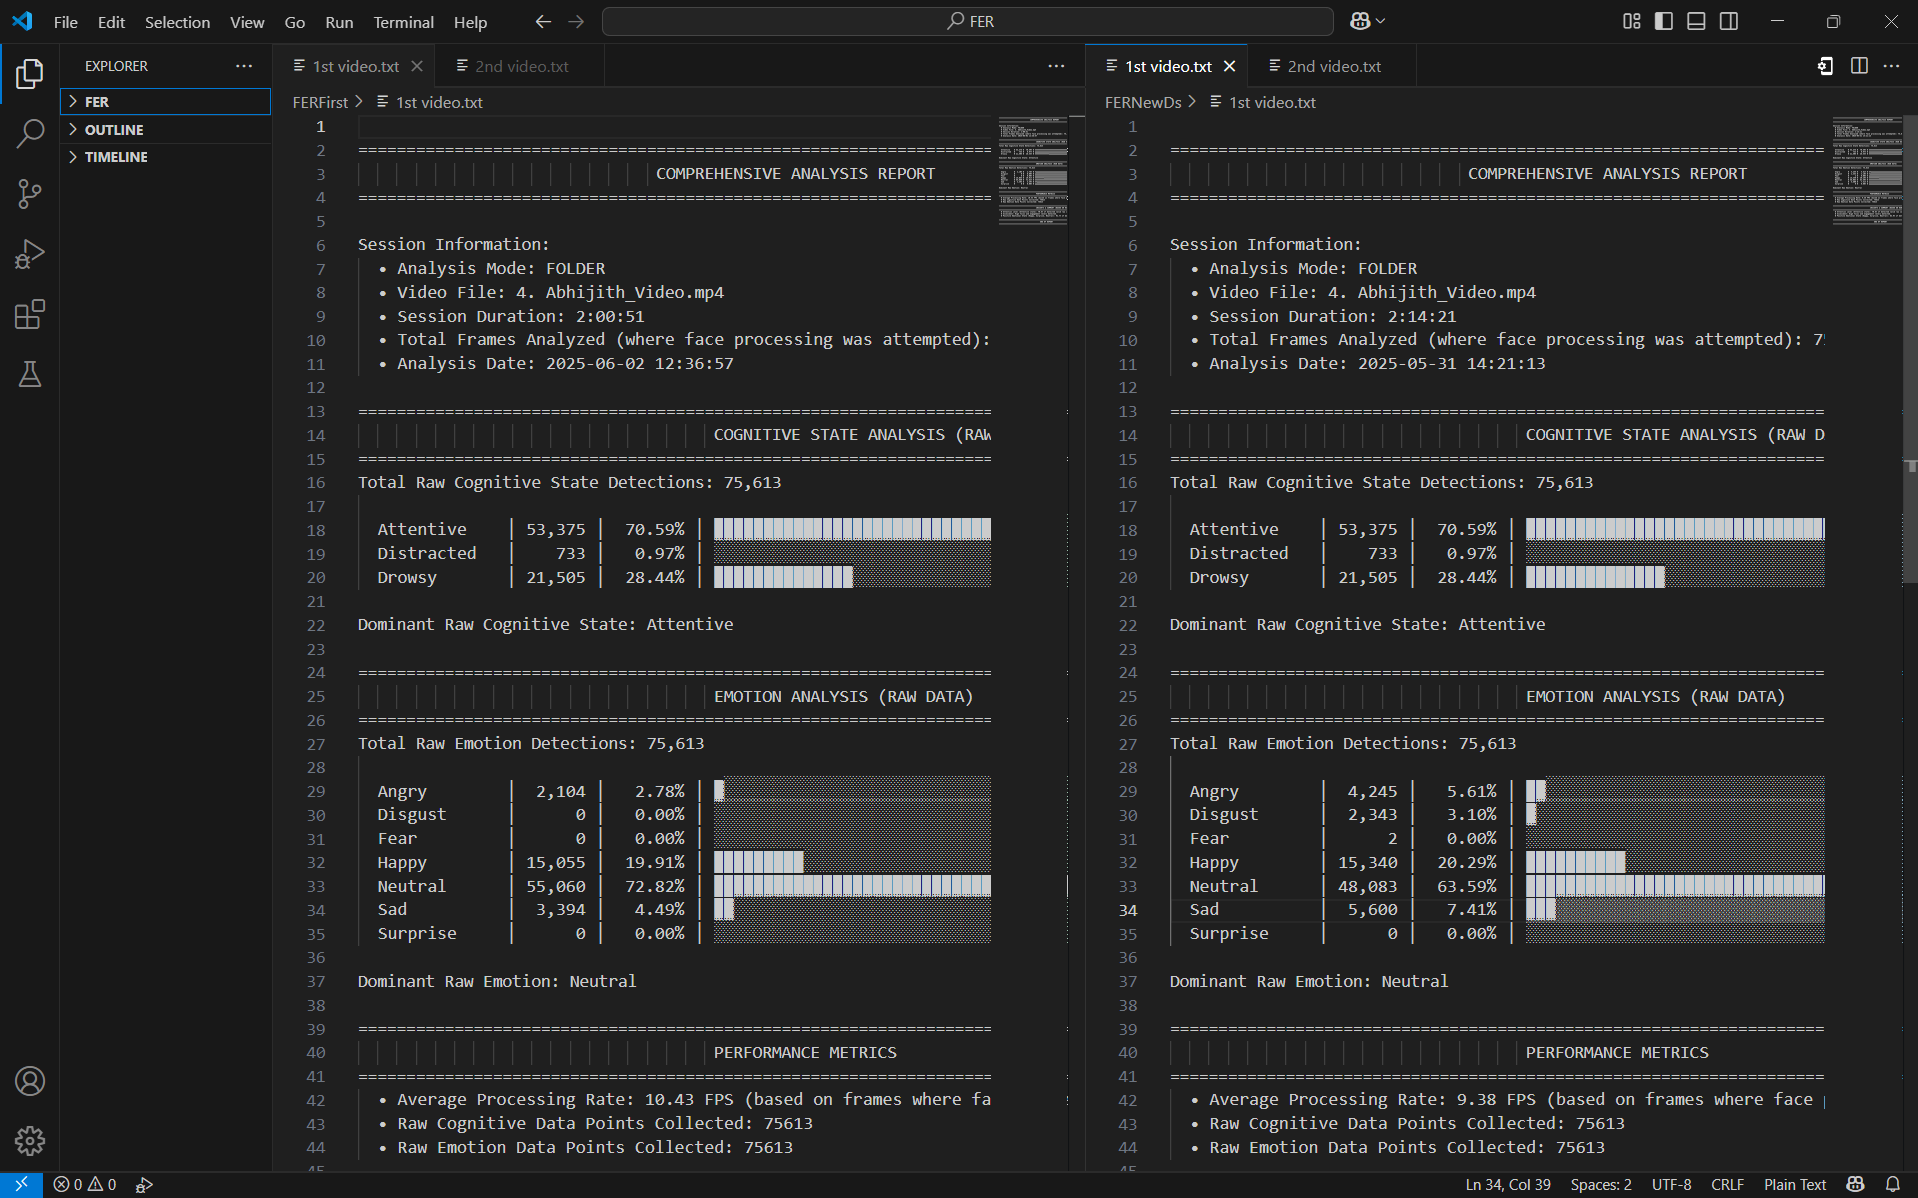 File Edit Selection View Go Run Terminal Help
FER
EXPLORER
FER
OUTLINE
TIMELINE
1st video.txt
2nd video.txt
FERFirst > 1st video.txt
1
2 ==================================================================
3 COMPREHENSIVE ANALYSIS REPORT
4 ==================================================================
5
6 Session Information:
7 • Analysis Mode: FOLDER
8 • Video File: 4. Abhijith_Video.mp4
9 • Session Duration: 2:00:51
10 • Total Frames Analyzed (where face processing was attempted):
11 • Analysis Date: 2025-06-02 12:36:57
12
13 ==================================================================
14 COGNITIVE STATE ANALYSIS (RAW
15 ==================================================================
16 Total Raw Cognitive State Detections: 75,613
17
18 Attentive | 53,375 | 70.59% |
19 Distracted | 733 | 0.97% |
20 Drowsy | 21,505 | 28.44% |
21
22 Dominant Raw Cognitive State: Attentive
23
24 ==================================================================
25 EMOTION ANALYSIS (RAW DATA)
26 ==================================================================
27 Total Raw Emotion Detections: 75,613
28
29 Angry | 2,104 | 2.78% |
30 Disgust | 0 | 0.00% |
31 Fear | 0 | 0.00% |
32 Happy | 15,055 | 19.91% |
33 Neutral | 55,060 | 72.82% |
34 Sad | 3,394 | 4.49% |
35 Surprise | 0 | 0.00% |
36
37 Dominant Raw Emotion: Neutral
38
39 ==================================================================
40 PERFORMANCE METRICS
41 ==================================================================
42 • Average Processing Rate: 10.43 FPS (based on frames where fa
43 • Raw Cognitive Data Points Collected: 75613
44 • Raw Emotion Data Points Collected: 75613
1st video.txt
2nd video.txt
FERNewDs > 1st video.txt
1
2 ====================================================================
3 COMPREHENSIVE ANALYSIS REPORT
4 ====================================================================
5
6 Session Information:
7 • Analysis Mode: FOLDER
8 • Video File: 4. Abhijith_Video.mp4
9 • Session Duration: 2:14:21
10 • Total Frames Analyzed (where face processing was attempted):
11 • Analysis Date: 2025-05-31 14:21:13
12
13 ====================================================================
14 COGNITIVE STATE ANALYSIS (RAW D
15 ====================================================================
16 Total Raw Cognitive State Detections: 75,613
17
18 Attentive | 53,375 | 70.59% |
19 Distracted | 733 | 0.97% |
20 Drowsy | 21,505 | 28.44% |
21
22 Dominant Raw Cognitive State: Attentive
23
24 ====================================================================
25 EMOTION ANALYSIS (RAW DATA)
26 ====================================================================
27 Total Raw Emotion Detections: 75,613
28
29 Angry | 4,245 | 5.61% |
30 Disgust | 2,343 | 3.10% |
31 Fear | 2 | 0.00% |
32 Happy | 15,340 | 20.29% |
33 Neutral | 48,083 | 63.59% |
34 Sad | 5,600 | 7.41% |
35 Surprise | 0 | 0.00% |
36
37 Dominant Raw Emotion: Neutral
38
39 ====================================================================
40 PERFORMANCE METRICS
41 ====================================================================
42 • Average Processing Rate: 9.38 FPS (based on frames where face
43 • Raw Cognitive Data Points Collected: 75613
44 • Raw Emotion Data Points Collected: 75613
0 0
Ln 34, Col 39 Spaces: 2 UTF-8 CRLF Plain Text